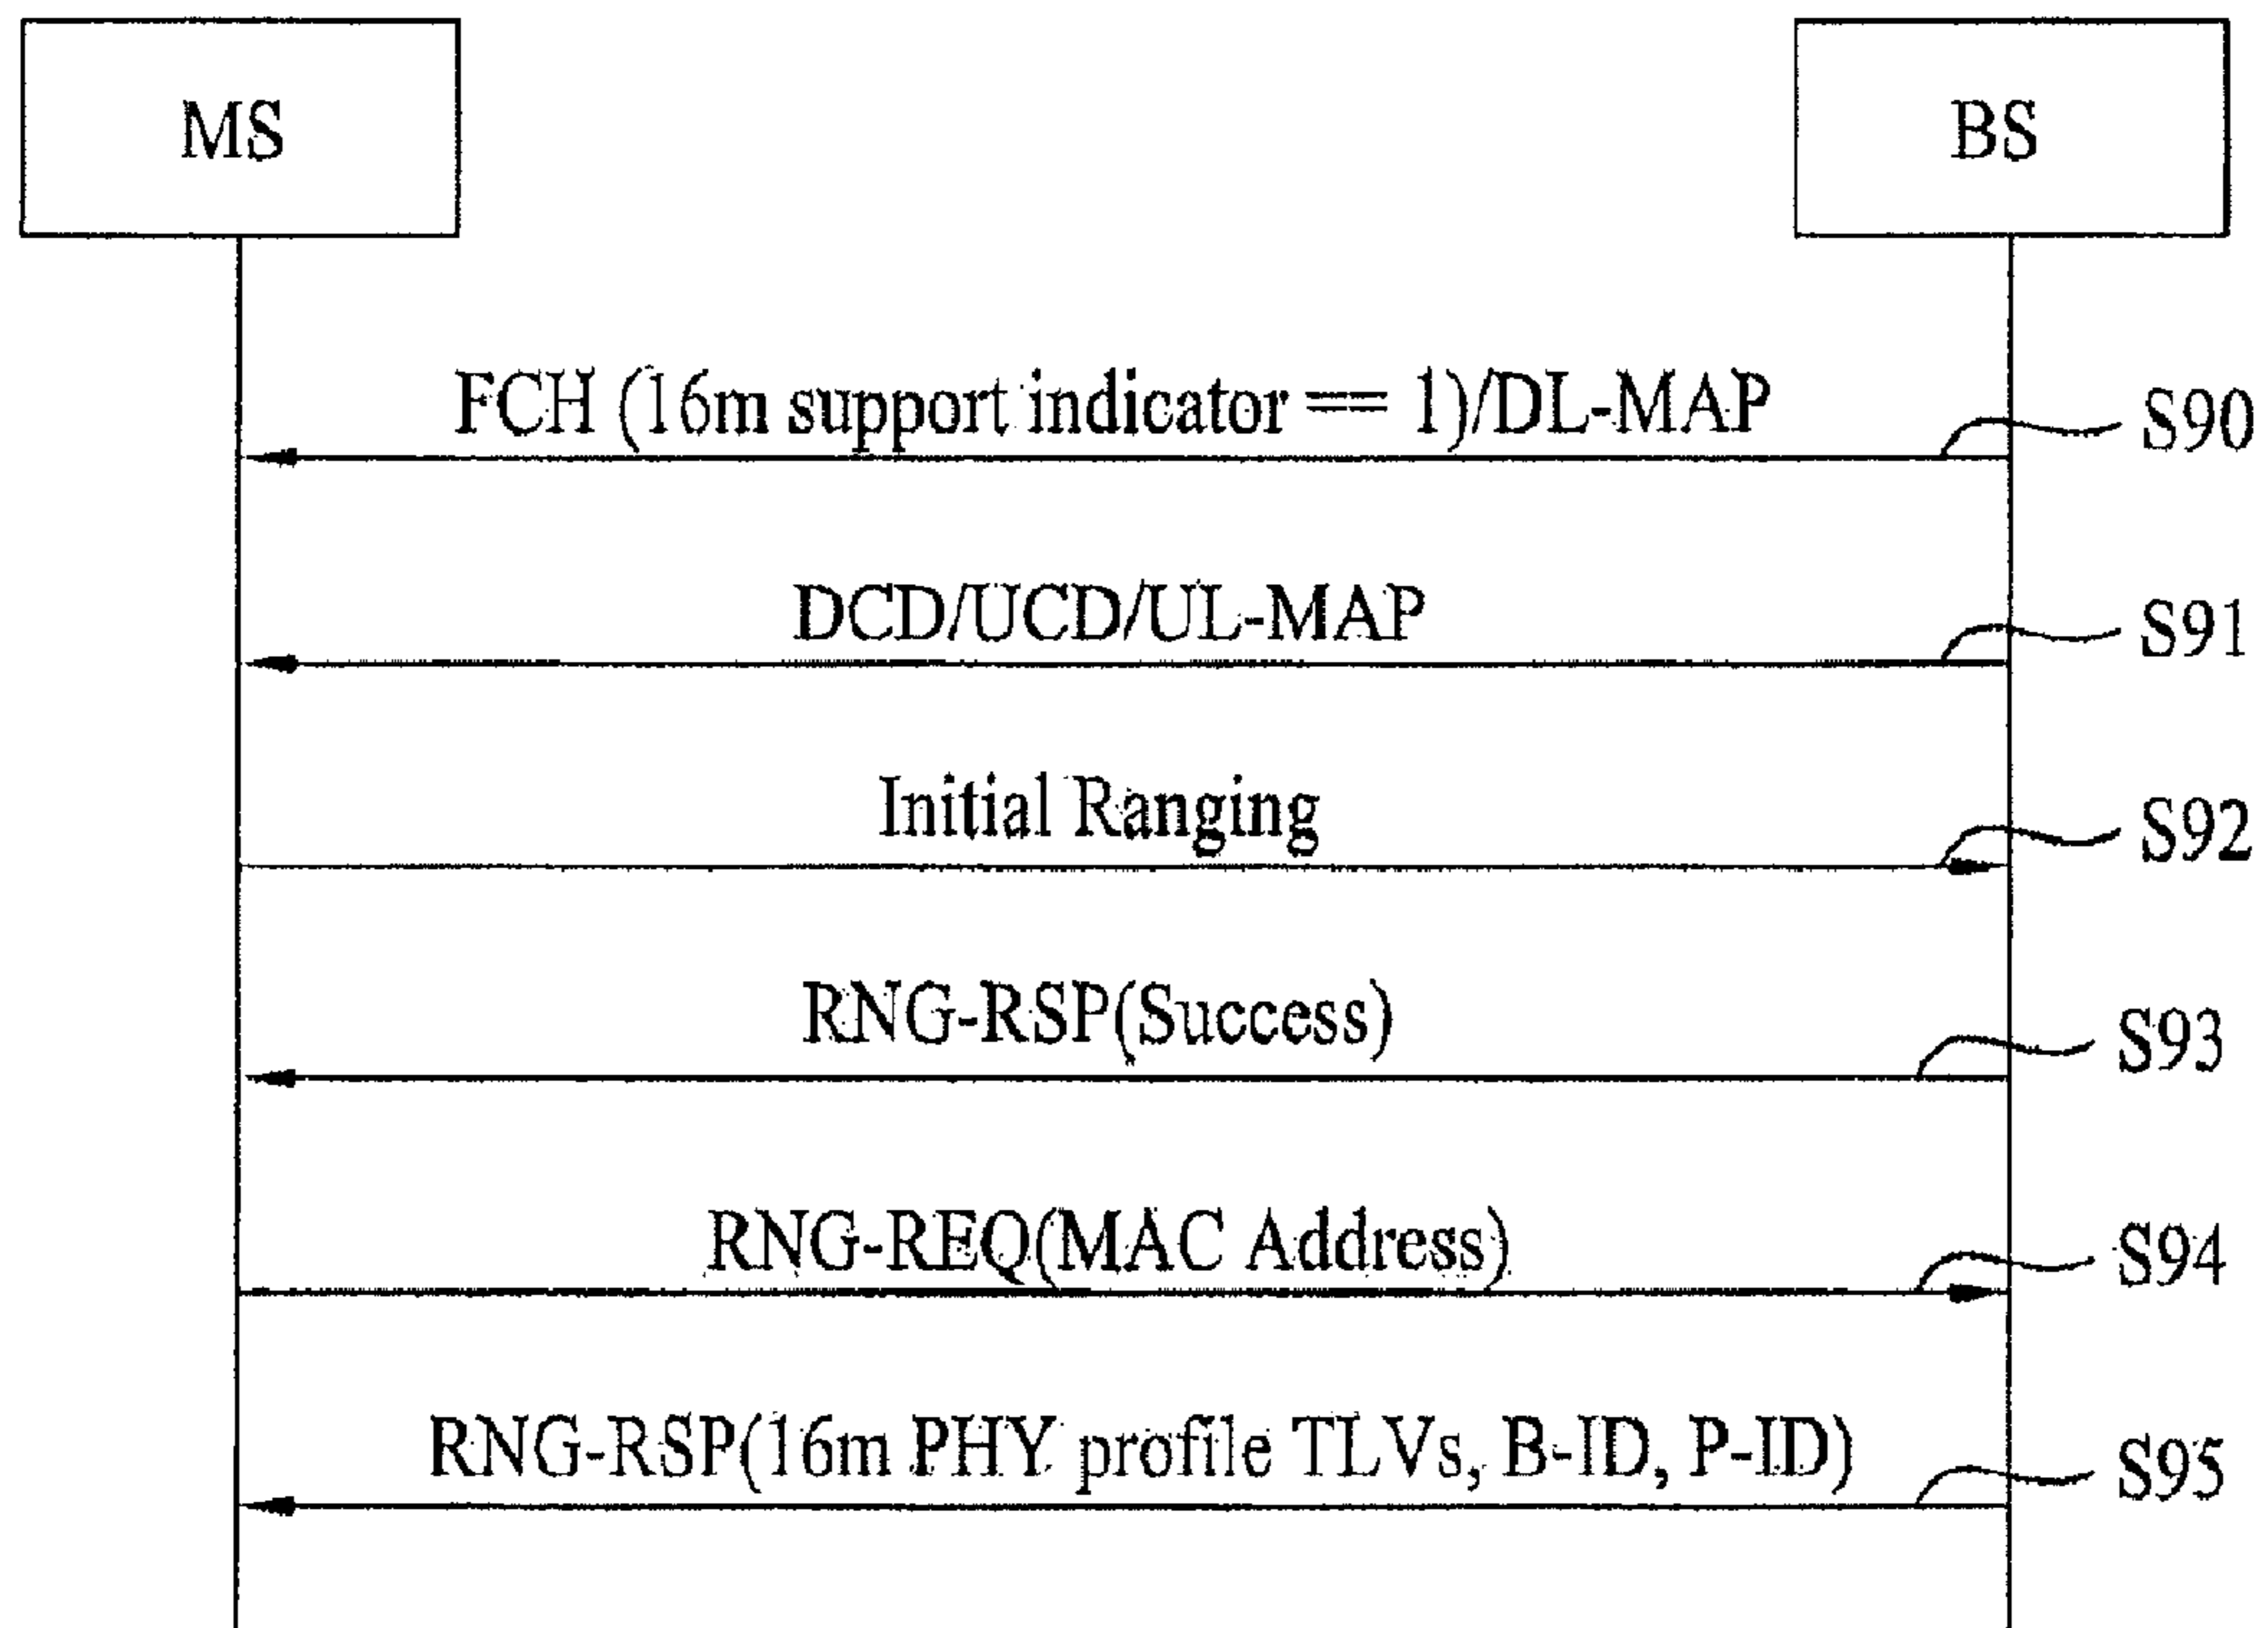 MS
BS
FCH (16m support indicator == 1)/DL-MAP
S90
DCD/UCD/UL-MAP
S91
Initial Ranging
S92
RNG-RSP(Success)
S93
RNG-REQ(MAC Address)
S94
RNG-RSP(16m PHY profile TLVs, B-ID, P-ID)
S95